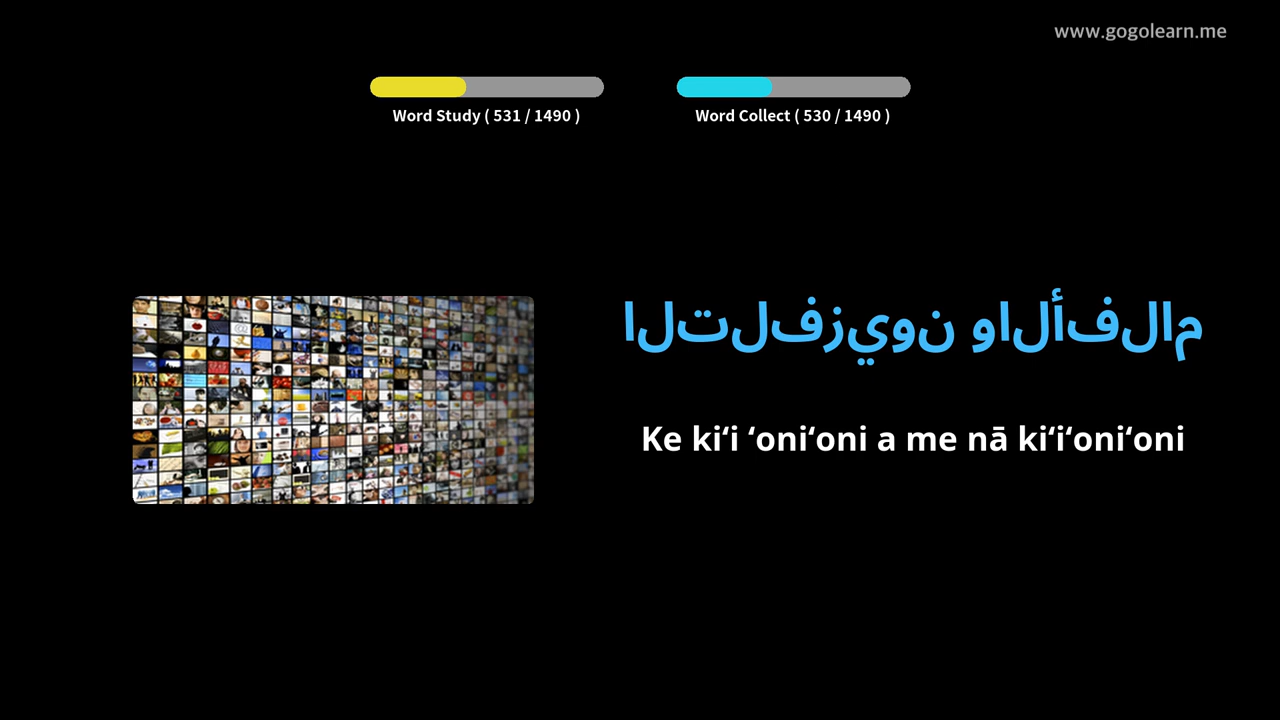 www.gogolearn.me
Word Study ( 531 / 1490 )
Word Collect ( 530 / 1490 )
التلفزيون والأفلام
Ke kiʻi ʻoniʻoni a me nā kiʻiʻoniʻoni